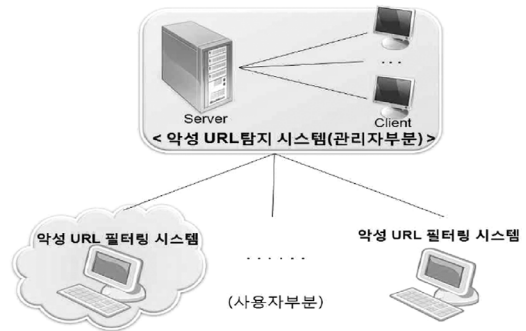 ...
Server Client
< 악성 URL탐지 시스템(관리자부분) >
악성 URL 필터링 시스템 악성 URL 필터링 시스템
......
(사용자부분)